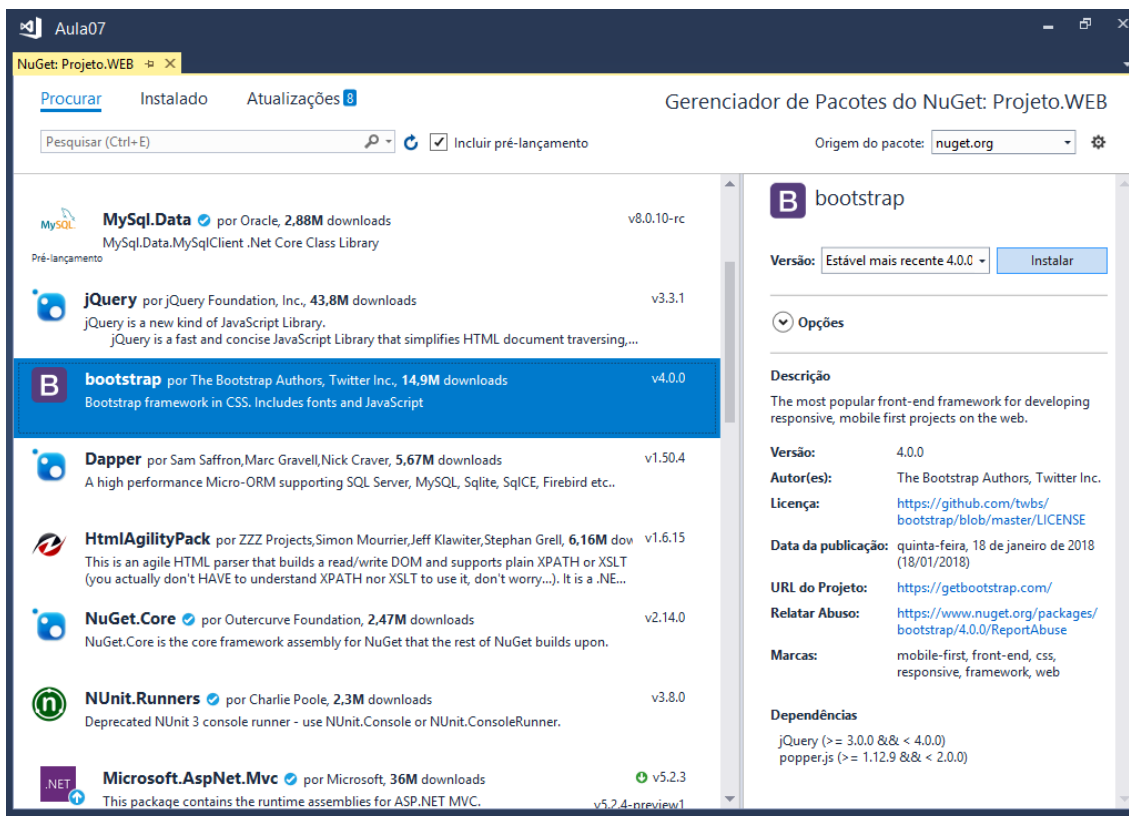 Aula07
NuGet: Projeto.WEB
Procurar Instalado Atualizações 8
Gerenciador de Pacotes do NuGet: Projeto.WEB
Pesquisar (Ctrl+E)
Incluir pré-lançamento
Origem do pacote: nuget.org
MySQL
Pré-lançamento
MySql.Data por Oracle, 2,88M downloads
v8.0.10-rc
MySql.Data.MySqlClient .Net Core Class Library
jQuery por jQuery Foundation, Inc., 43,8M downloads
v3.3.1
jQuery is a new kind of JavaScript Library.
jQuery is a fast and concise JavaScript Library that simplifies HTML document traversing,...
B
bootstrap por The Bootstrap Authors, Twitter Inc., 14,9M downloads
v4.0.0
Bootstrap framework in CSS. Includes fonts and JavaScript
Dapper por Sam Saffron,Marc Gravell,Nick Craver, 5,67M downloads
v1.50.4
A high performance Micro-ORM supporting SQL Server, MySQL, Sqlite, SqlCE, Firebird etc..
HtmlAgilityPack por ZZZ Projects,Simon Mourrier,Jeff Klawiter,Stephan Grell, 6,16M dow
v1.6.15
This is an agile HTML parser that builds a read/write DOM and supports plain XPATH or XSLT
(you actually don't HAVE to understand XPATH nor XSLT to use it, don't worry...). It is a .NE...
NuGet.Core por Outercurve Foundation, 2,47M downloads
v2.14.0
NuGet.Core is the core framework assembly for NuGet that the rest of NuGet builds upon.
n
NUnit.Runners por Charlie Poole, 2,3M downloads
v3.8.0
Deprecated NUnit 3 console runner - use NUnit.Console or NUnit.ConsoleRunner.
.NET
Microsoft.AspNet.Mvc por Microsoft, 36M downloads
v5.2.3
This package contains the runtime assemblies for ASP.NET MVC.
v5.2.4-preview1
B bootstrap
Versão: Estável mais recente 4.0.0 Instalar
Opções
Descrição
The most popular front-end framework for developing
responsive, mobile first projects on the web.
Versão: 4.0.0
Autor(es): The Bootstrap Authors, Twitter Inc.
Licença: https://github.com/twbs/
bootstrap/blob/master/LICENSE
Data da publicação: quinta-feira, 18 de janeiro de 2018
(18/01/2018)
URL do Projeto: https://getbootstrap.com/
Relatar Abuso: https://www.nuget.org/packages/
bootstrap/4.0.0/ReportAbuse
Marcas: mobile-first, front-end, css,
responsive, framework, web
Dependências
jQuery (>= 3.0.0 && < 4.0.0)
popper.js (>= 1.12.9 && < 2.0.0)